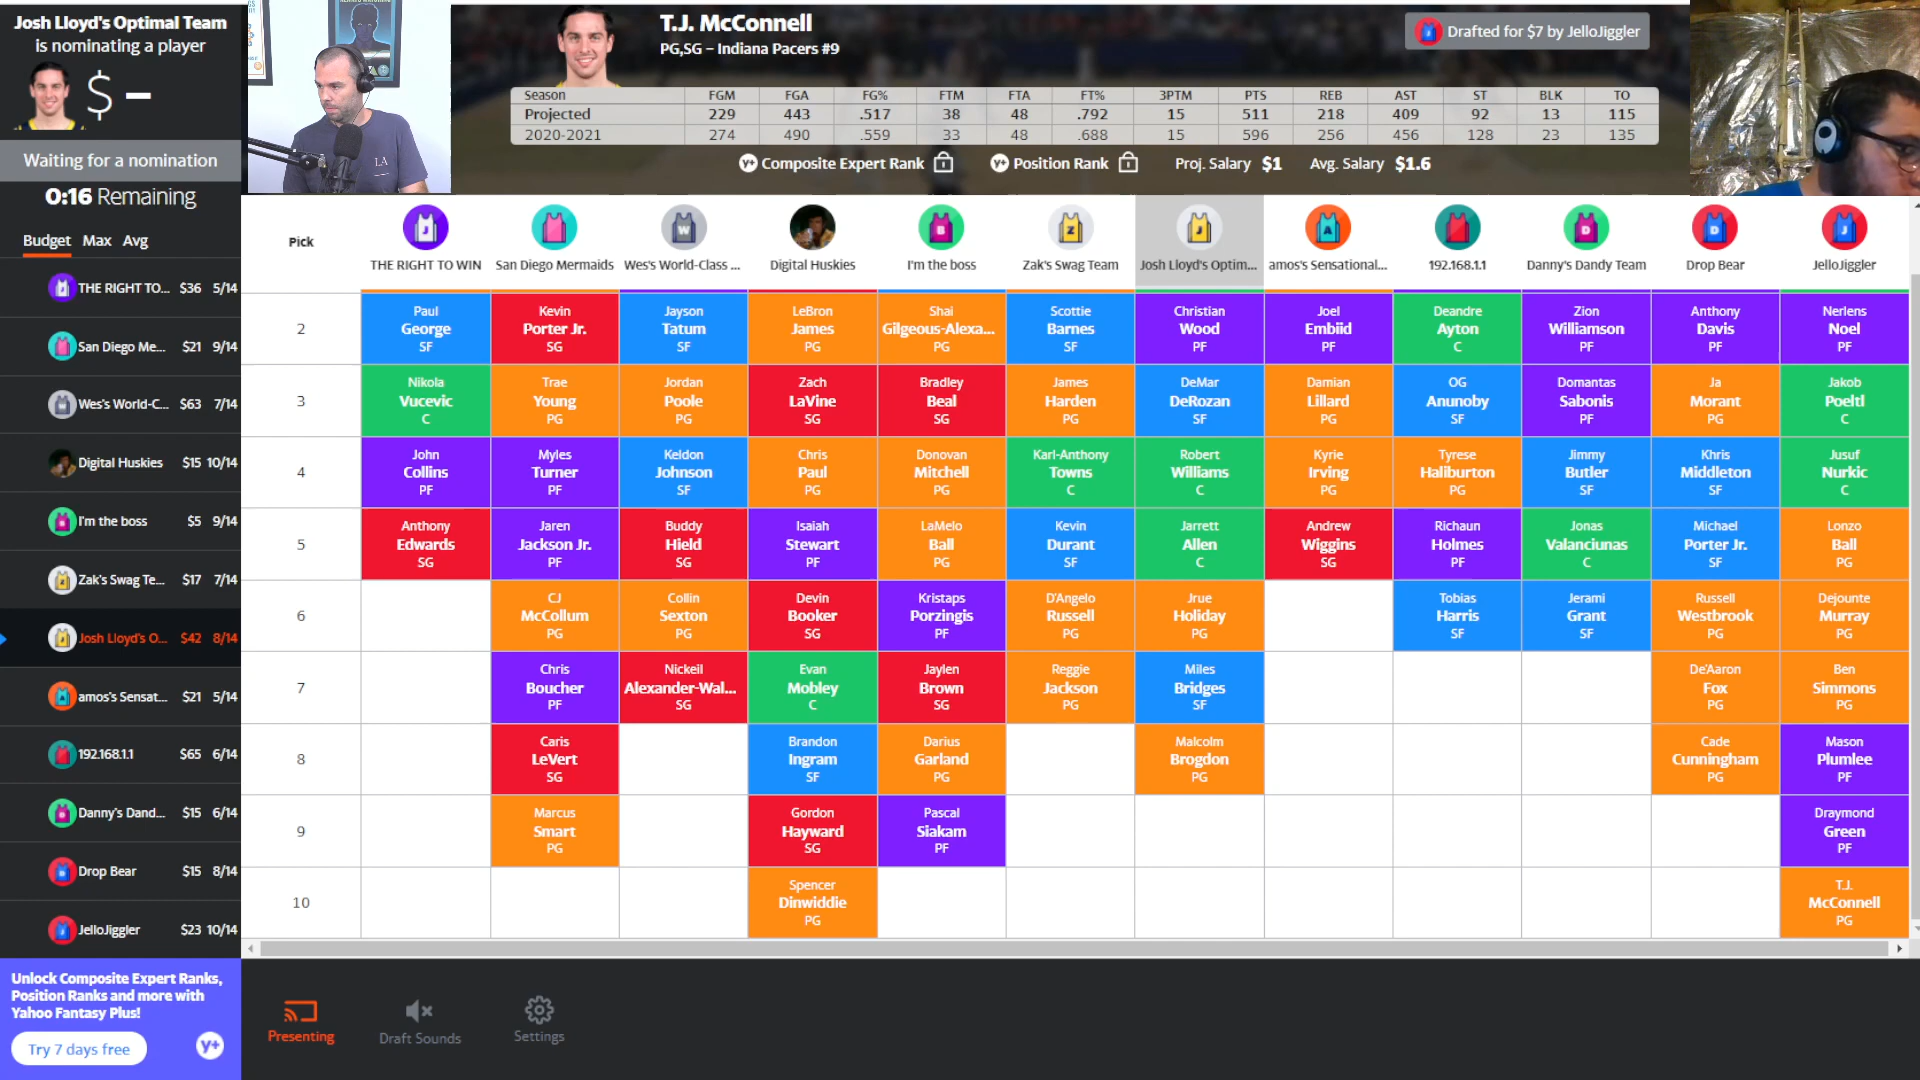 Josh Lloyd's Optimal Team
is nominating a player
$ –
Waiting for a nomination
0:16 Remaining
Budget Max Avg
THE RIGHT TO... $36 5/14
San Diego Me... $21 9/14
Wes's World-C... $63 7/14
Digital Huskies $15 10/14
I'm the boss $5 9/14
Zak's Swag Te... $17 7/14
Josh Lloyd's O... $42 8/14
amos's Sensat... $21 5/14
192.168.1.1 $65 6/14
Danny's Dand... $15 6/14
Drop Bear $15 8/14
JelloJiggler $23 10/14
Unlock Composite Expert Ranks,
Position Ranks and more with
Yahoo Fantasy Plus!
Try 7 days free
y+
LA
T.J. McConnell
PG,SG – Indiana Pacers #9
Drafted for $7 by JelloJiggler
Season FGM FGA FG% FTM FTA FT% 3PTM PTS REB AST ST BLK TO
Projected 229 443 .517 38 48 .792 15 511 218 409 92 13 115
2020-2021 274 490 .559 33 48 .688 15 596 256 456 128 23 135
y+ Composite Expert Rank y+ Position Rank Proj. Salary $1 Avg. Salary $1.6
J W B Z J A D D J
Pick THE RIGHT TO WIN San Diego Mermaids Wes's World-Class ... Digital Huskies I'm the boss Zak's Swag Team Josh Lloyd's Optim... amos's Sensational... 192.168.1.1 Danny's Dandy Team Drop Bear JelloJiggler
Paul Kevin Jayson LeBron Shai Scottie Christian Joel Deandre Zion Anthony Nerlens
2 George Porter Jr. Tatum James Gilgeous-Alexa... Barnes Wood Embiid Ayton Williamson Davis Noel
SF SG SF PG PG SF PF PF C PF PF PF
Nikola Trae Jordan Zach Bradley James DeMar Damian OG Domantas Ja Jakob
3 Vucevic Young Poole LaVine Beal Harden DeRozan Lillard Anunoby Sabonis Morant Poeltl
C PG PG SG SG PG SF PG SF PF PG C
John Myles Keldon Chris Donovan Karl-Anthony Robert Kyrie Tyrese Jimmy Khris Jusuf
4 Collins Turner Johnson Paul Mitchell Towns Williams Irving Haliburton Butler Middleton Nurkic
PF PF SF PG PG C C PG PG SF SF C
Anthony Jaren Buddy Isaiah LaMelo Kevin Jarrett Andrew Richaun Jonas Michael Lonzo
5 Edwards Jackson Jr. Hield Stewart Ball Durant Allen Wiggins Holmes Valanciunas Porter Jr. Ball
SG PF SG PF PG SF C SG PF C SF PG
CJ Collin Devin Kristaps D'Angelo Jrue Tobias Jerami Russell Dejounte
6 McCollum Sexton Booker Porzingis Russell Holiday Harris Grant Westbrook Murray
PG PG SG PF PG PG SF SF PG PG
Chris Nickeil Evan Jaylen Reggie Miles De'Aaron Ben
7 Boucher Alexander-Wal... Mobley Brown Jackson Bridges Fox Simmons
PF SG C SG PG SF PG PG
Caris Brandon Darius Malcolm Cade Mason
8 LeVert Ingram Garland Brogdon Cunningham Plumlee
SG SF PG PG PG PF
Marcus Gordon Pascal Draymond
9 Smart Hayward Siakam Green
PG SG PF PF
Spencer T.J.
10 Dinwiddie McConnell
PG PG
Presenting Draft Sounds Settings